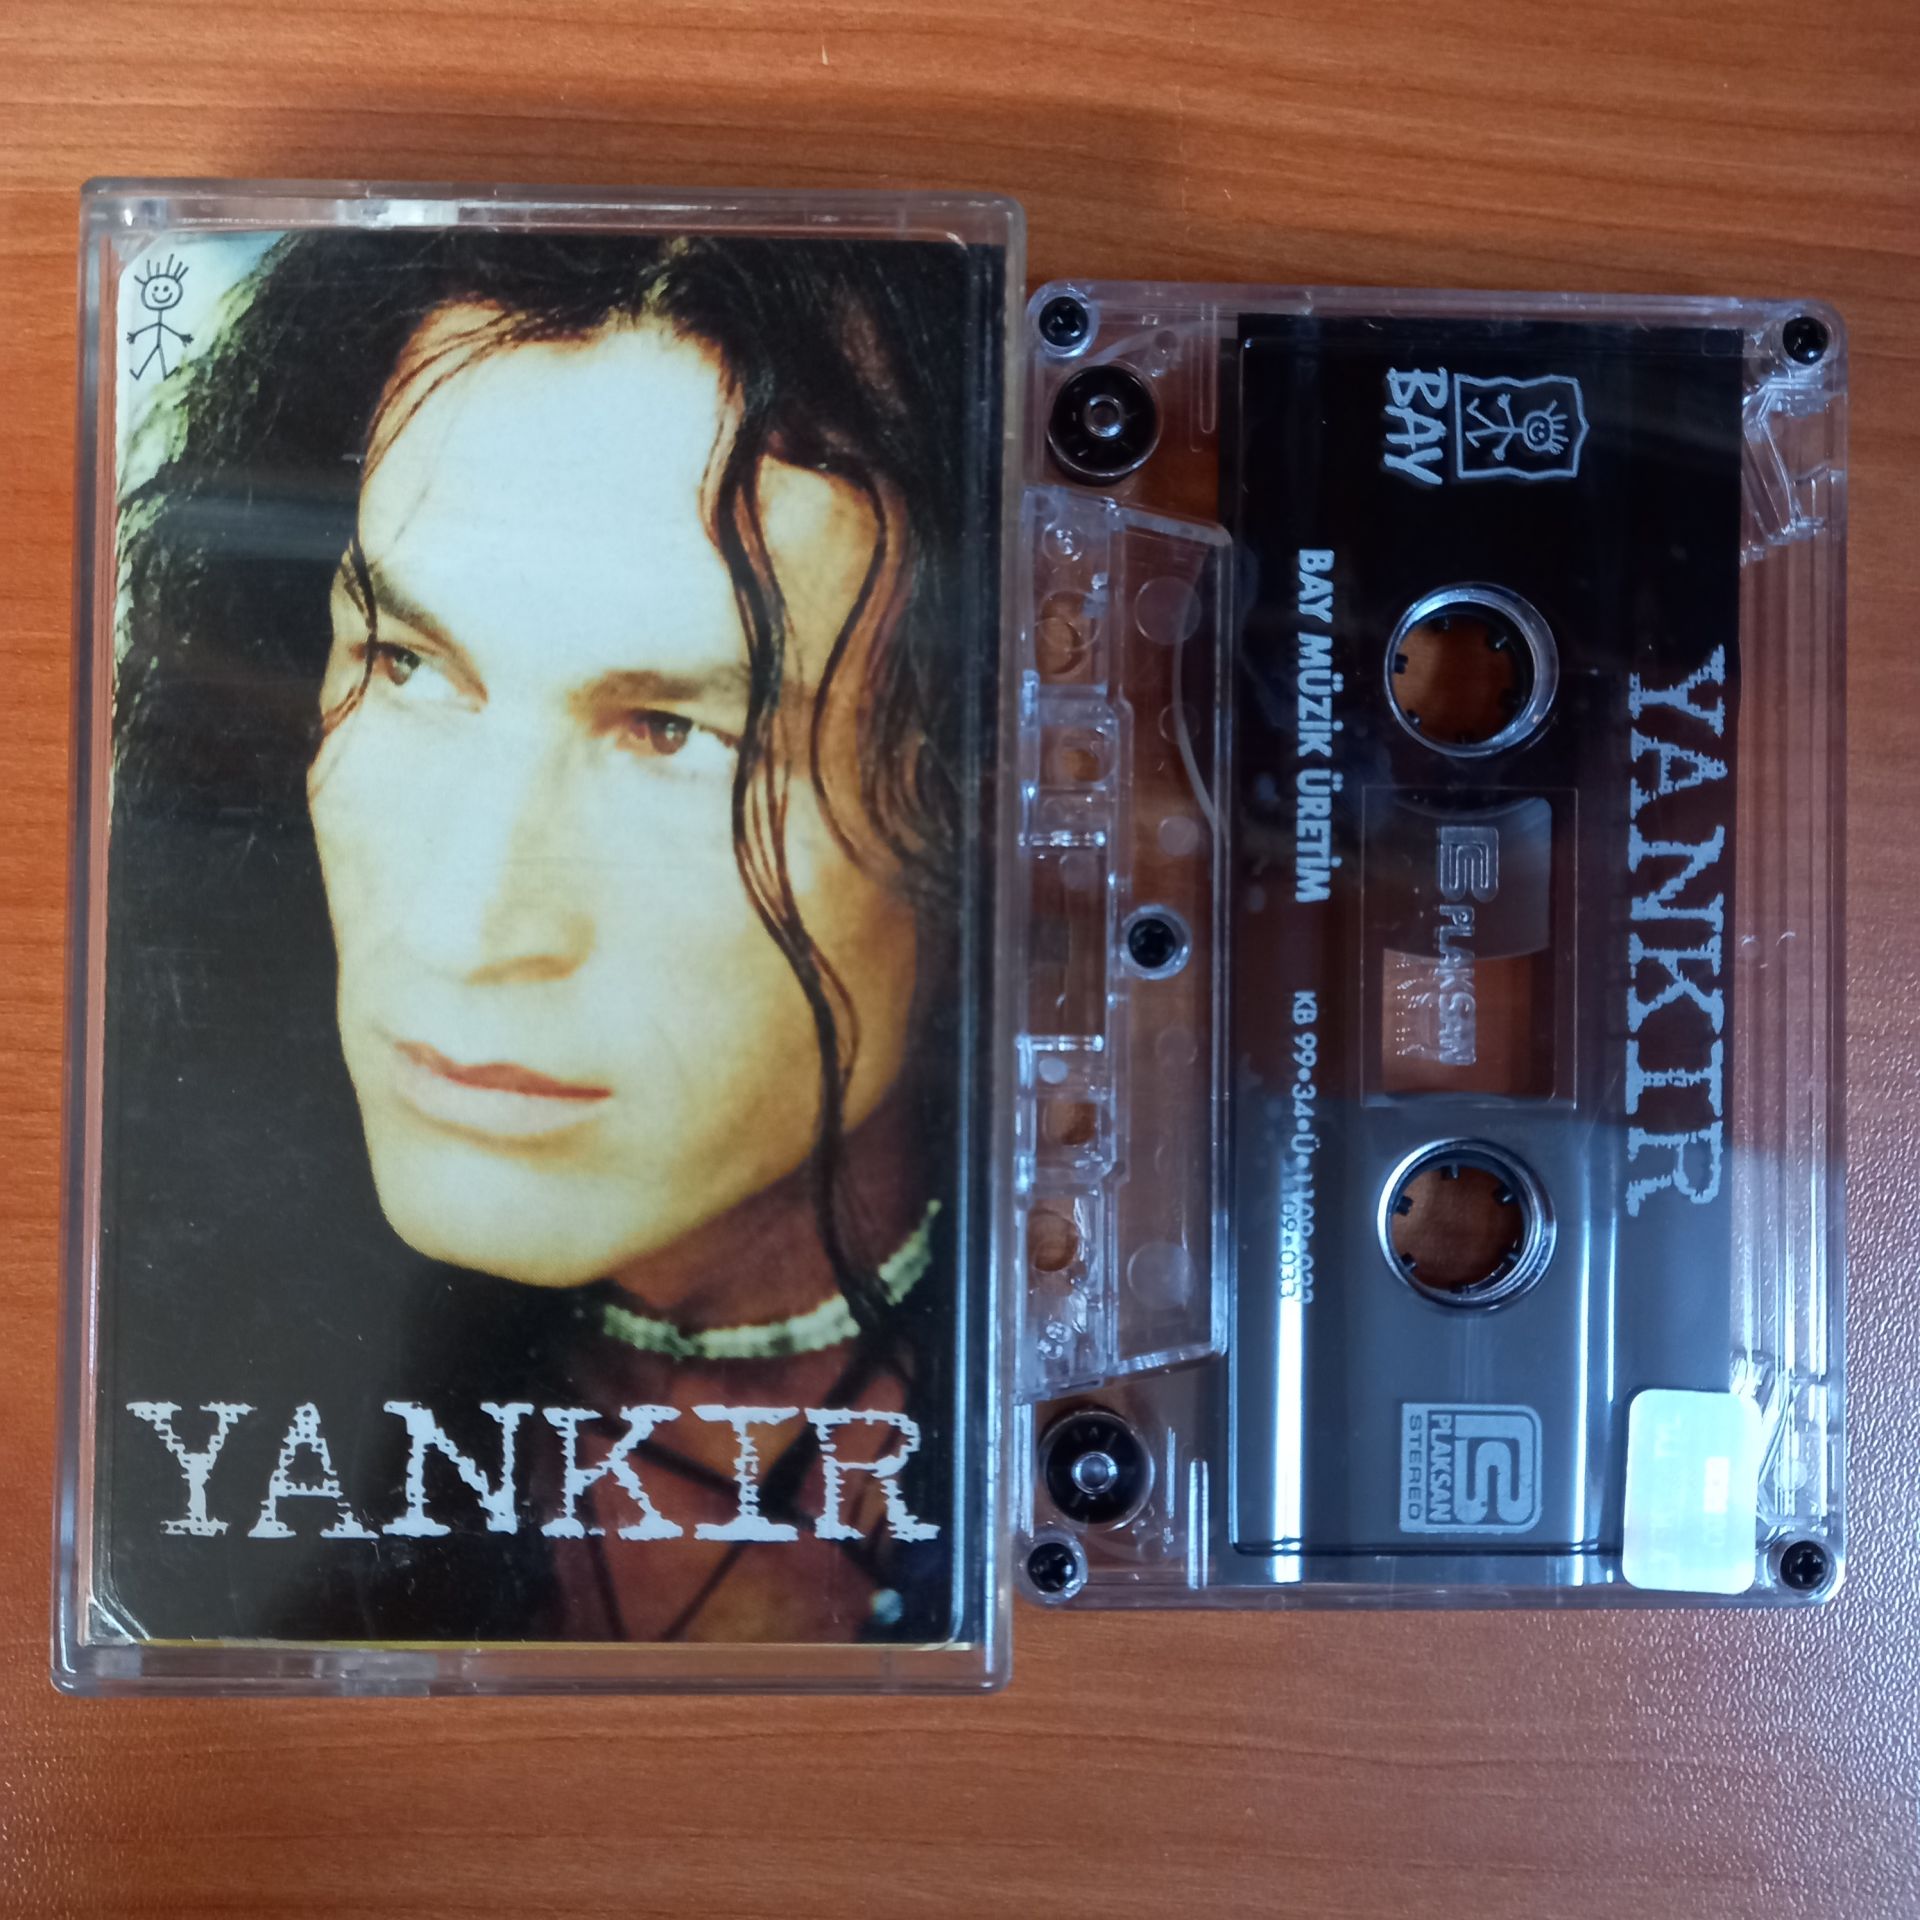 YANKIR
BAY
BAY MÜZİK ÜRETİM
YANKIR
PLAKSAN
PLAKSAN
STEREO